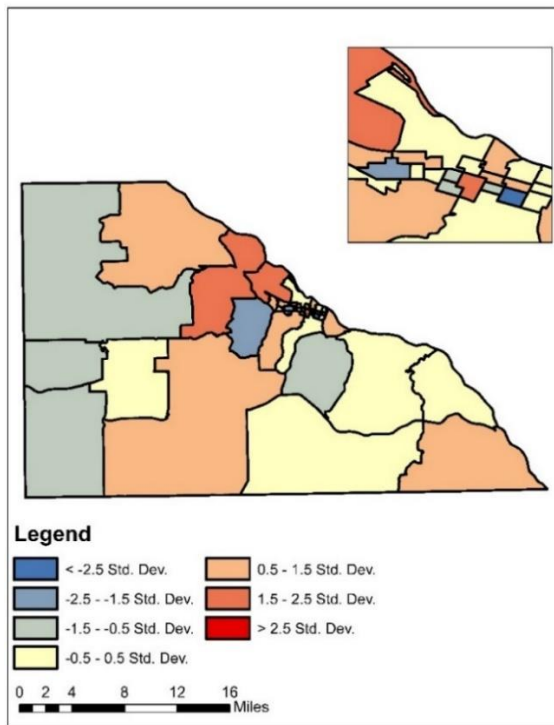 Legend
< -2.5 Std. Dev.
-2.5 - -1.5 Std. Dev.
-1.5 - -0.5 Std. Dev.
-0.5 - 0.5 Std. Dev.
0.5 - 1.5 Std. Dev.
1.5 - 2.5 Std. Dev.
> 2.5 Std. Dev.
0 2 4 8 12 16
Miles